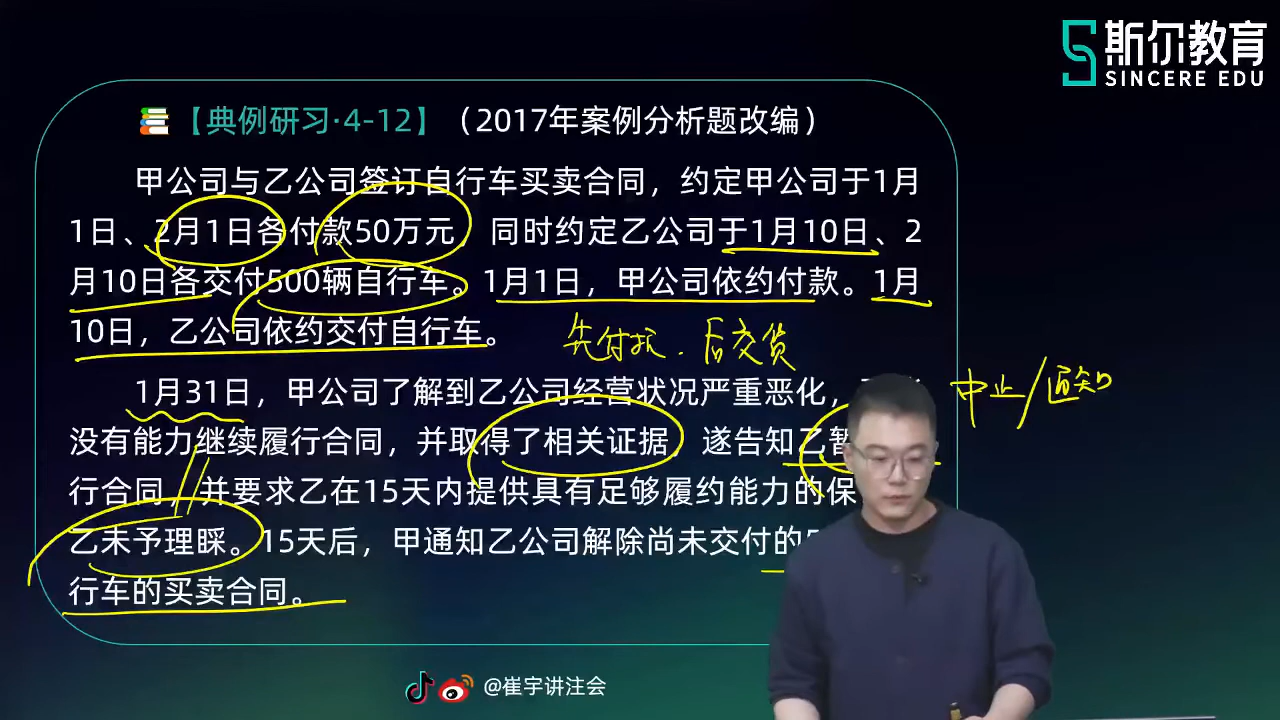 斯尔教育
SINCERE EDU
【典例研习·4-12】（2017年案例分析题改编）
甲公司与乙公司签订自行车买卖合同，约定甲公司于1月
1日、2月1日各付款50万元，同时约定乙公司于1月10日、2
月10日各交付500辆自行车。1月1日，甲公司依约付款。1月
10日，乙公司依约交付自行车。
先付款．后交货
1月31日，甲公司了解到乙公司经营状况严重恶化，
中止/通知
没有能力继续履行合同，并取得了相关证据，遂告知乙暂
行合同，并要求乙在15天内提供具有足够履约能力的保
乙未予理睬。15天后，甲通知乙公司解除尚未交付的
行车的买卖合同。
@崔宇讲注会